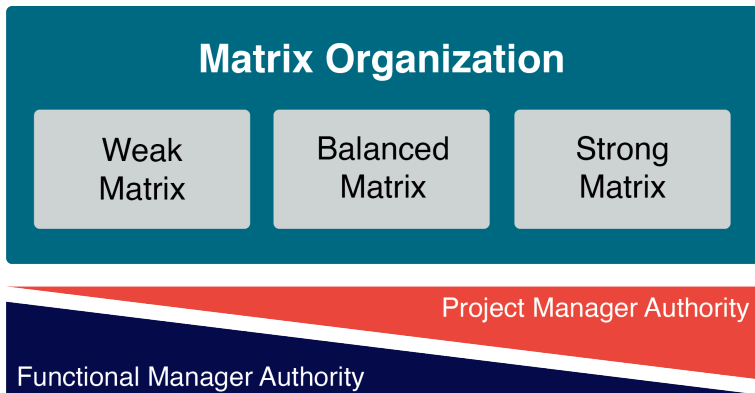 Matrix Organization
Weak
Matrix
Balanced
Matrix
Strong
Matrix
Project Manager Authority
Functional Manager Authority